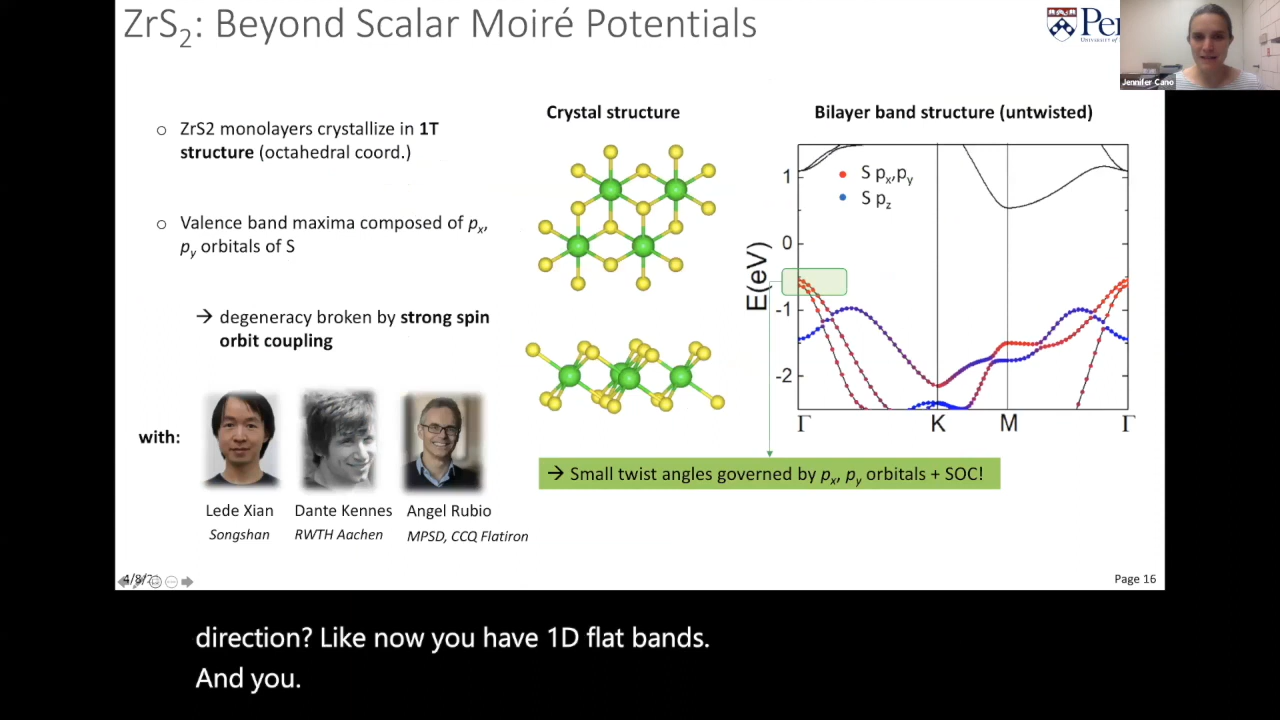 ZrS2: Beyond Scalar Moiré Potentials
Jennifer Cano
○ ZrS2 monolayers crystallize in 1T
structure (octahedral coord.)
○ Valence band maxima composed of px,
py orbitals of S
→ degeneracy broken by strong spin
orbit coupling
with:
Lede Xian
Songshan
Dante Kennes
RWTH Aachen
Angel Rubio
MPSD, CCQ Flatiron
Crystal structure
Bilayer band structure (untwisted)
S px,py
S pz
E(eV)
1
0
-1
-2
Γ K M Γ
→ Small twist angles governed by px, py orbitals + SOC!
Page 16
direction? Like now you have 1D flat bands.
And you.